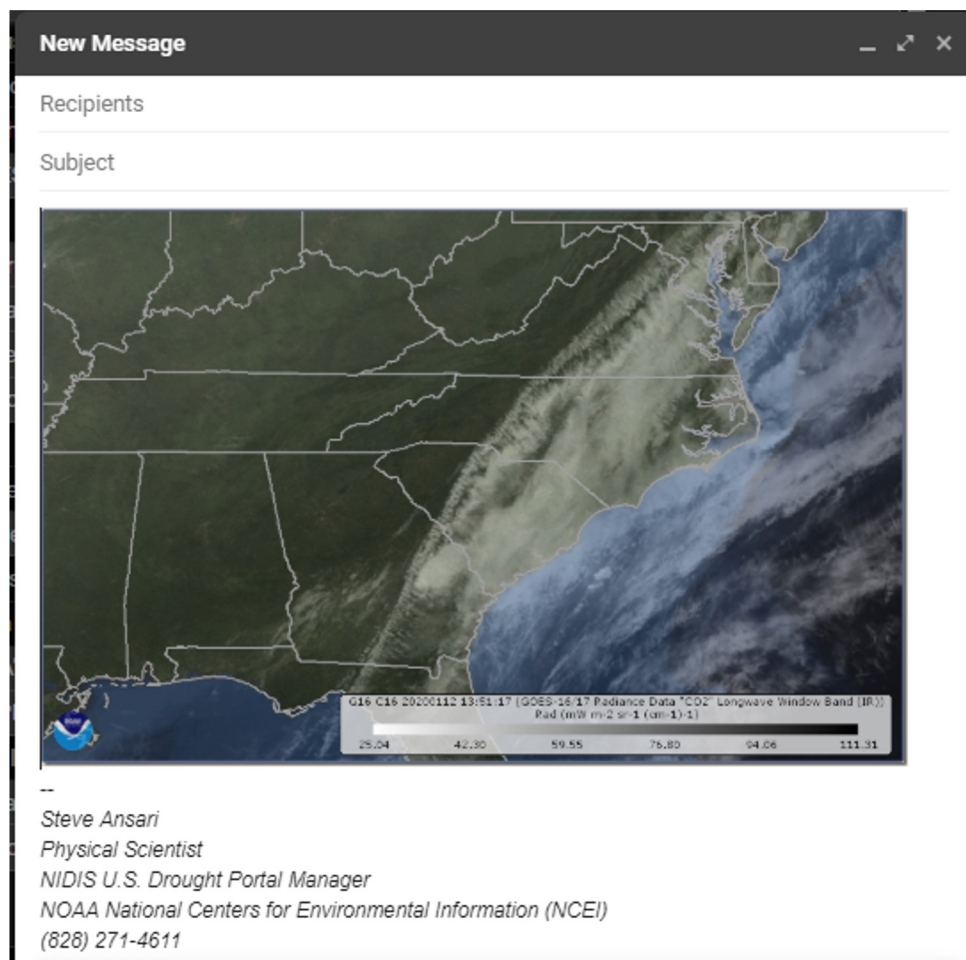 New Message
Recipients
Subject
G16 C16 20200112 13:51:17 (GOES-16/17 Radiance Data "CO2" Longwave Window Band (IR))
Rad (mW m-2 sr-1 (cm-1)-1)
25.04 42.30 59.55 76.80 94.06 111.31
--
Steve Ansari
Physical Scientist
NIDIS U.S. Drought Portal Manager
NOAA National Centers for Environmental Information (NCEI)
(828) 271-4611